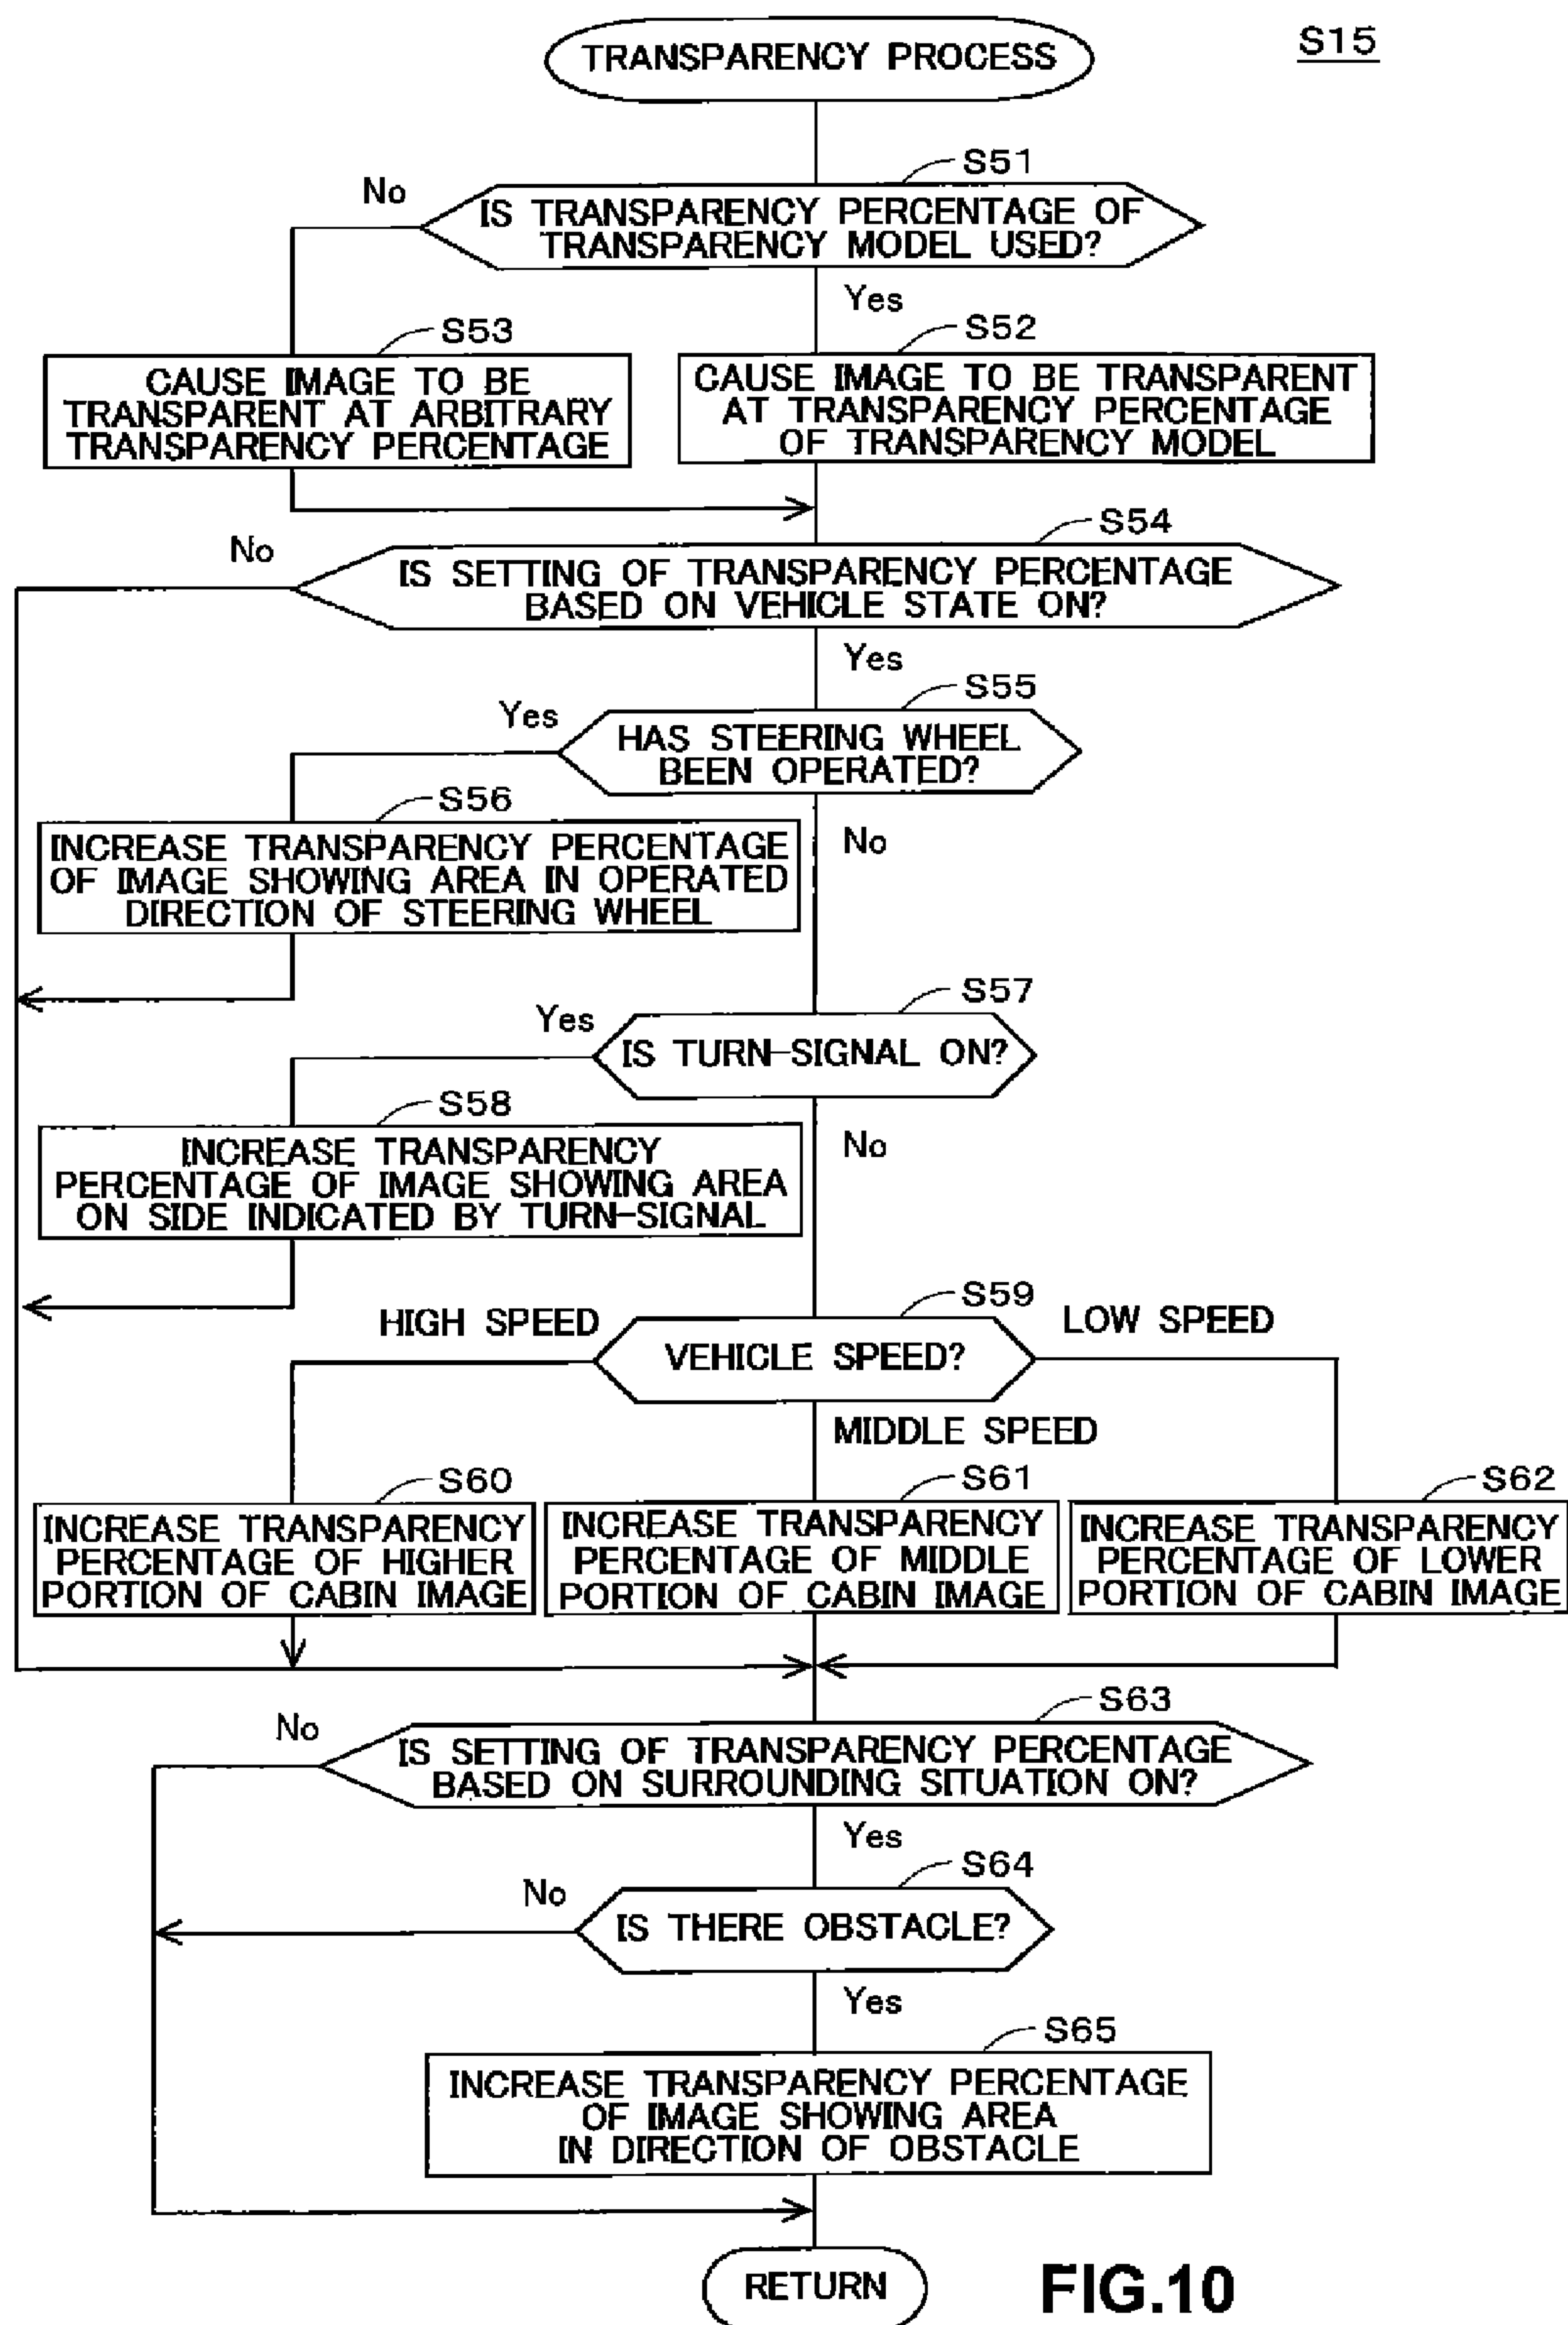 TRANSPARENCY PROCESS
S15
S51
No
IS TRANSPARENCY PERCENTAGE OF
TRANSPARENCY MODEL USED?
Yes
S53
CAUSE IMAGE TO BE
TRANSPARENT AT ARBITRARY
TRANSPARENCY PERCENTAGE
S52
CAUSE IMAGE TO BE TRANSPARENT
AT TRANSPARENCY PERCENTAGE
OF TRANSPARENCY MODEL
S54
No
IS SETTING OF TRANSPARENCY PERCENTAGE
BASED ON VEHICLE STATE ON?
Yes
S55
Yes
HAS STEERING WHEEL
BEEN OPERATED?
S56
No
INCREASE TRANSPARENCY PERCENTAGE
OF IMAGE SHOWING AREA IN OPERATED
DIRECTION OF STEERING WHEEL
S57
Yes
IS TURN-SIGNAL ON?
S58
No
INCREASE TRANSPARENCY
PERCENTAGE OF IMAGE SHOWING AREA
ON SIDE INDICATED BY TURN-SIGNAL
S59
HIGH SPEED
LOW SPEED
VEHICLE SPEED?
MIDDLE SPEED
S60
INCREASE TRANSPARENCY
PERCENTAGE OF HIGHER
PORTION OF CABIN IMAGE
S61
INCREASE TRANSPARENCY
PERCENTAGE OF MIDDLE
PORTION OF CABIN IMAGE
S62
INCREASE TRANSPARENCY
PERCENTAGE OF LOWER
PORTION OF CABIN IMAGE
S63
No
IS SETTING OF TRANSPARENCY PERCENTAGE
BASED ON SURROUNDING SITUATION ON?
Yes
S64
No
IS THERE OBSTACLE?
Yes
S65
INCREASE TRANSPARENCY PERCENTAGE
OF IMAGE SHOWING AREA
IN DIRECTION OF OBSTACLE
RETURN
FIG.10